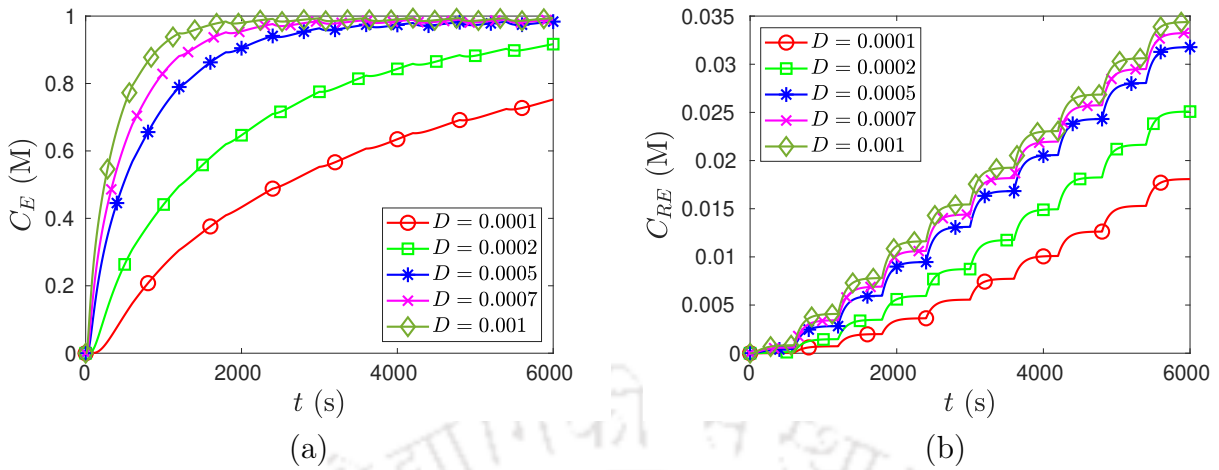 1
0.8
0.6
0.4
0.2
0
0 2000 4000 6000
C_E (M)
t (s)
D = 0.0001
D = 0.0002
D = 0.0005
D = 0.0007
D = 0.001
(a)
0.035
0.03
0.025
0.02
0.015
0.01
0.005
0
0 2000 4000 6000
C_{RE} (M)
t (s)
D = 0.0001
D = 0.0002
D = 0.0005
D = 0.0007
D = 0.001
(b)